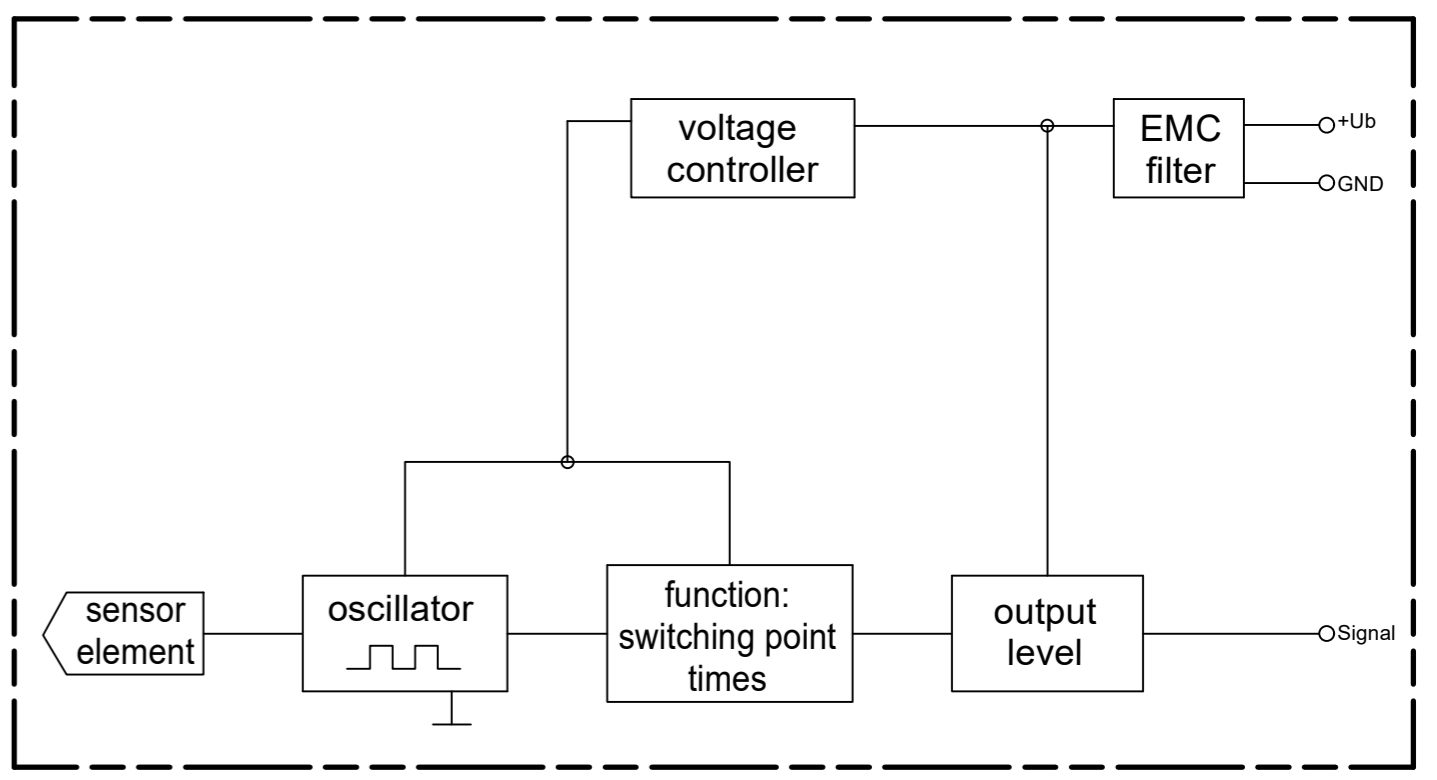 voltage
controller
EMC
filter
+Ub
GND
sensor
element
oscillator
function:
switching point
times
output
level
Signal